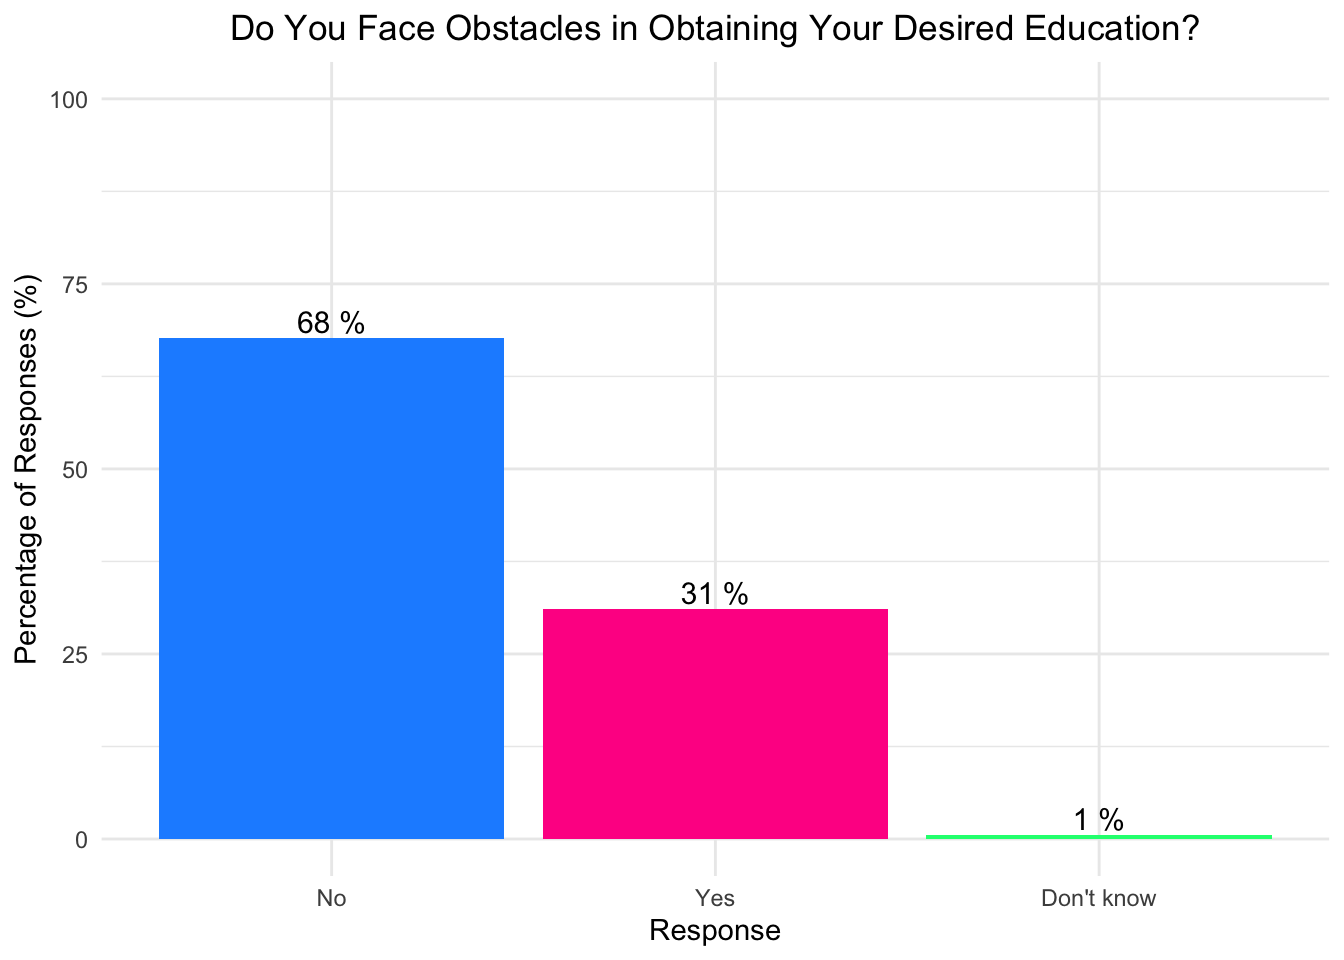 Do You Face Obstacles in Obtaining Your Desired Education?
Percentage of Responses (%)
100
75
50
25
0
68 %
31 %
1 %
No
Yes
Don't know
Response